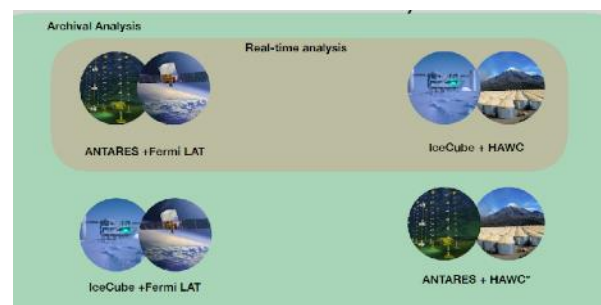 Archival Analysis
Real-time analysis
ANTARES +Fermi LAT
IceCube + HAWC
IceCube +Fermi LAT
ANTARES + HAWC*